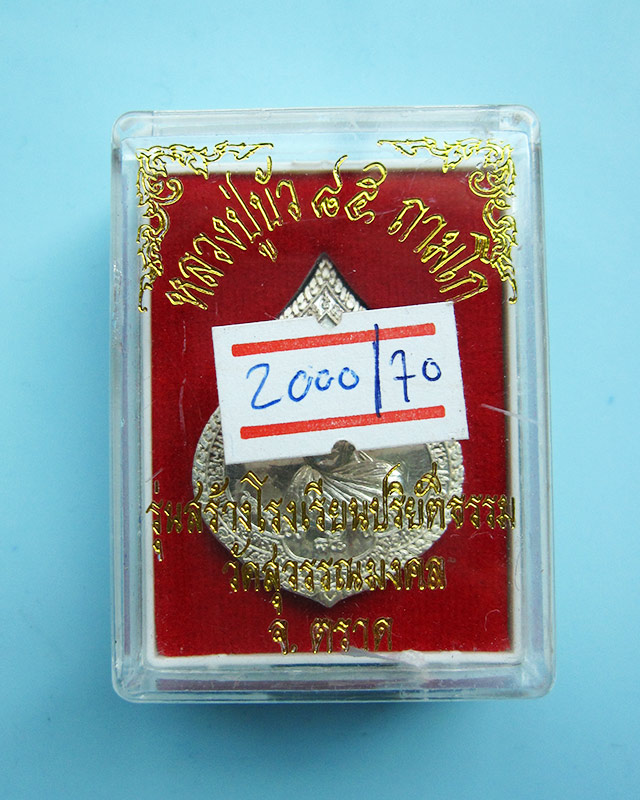 หลวงปู่บัว ๘๕ ถามโก
2000/70
รุ่นสร้างโรงเรียนปริยัติธรรม
วัดสุวรรณมงคล
จ. ตราด